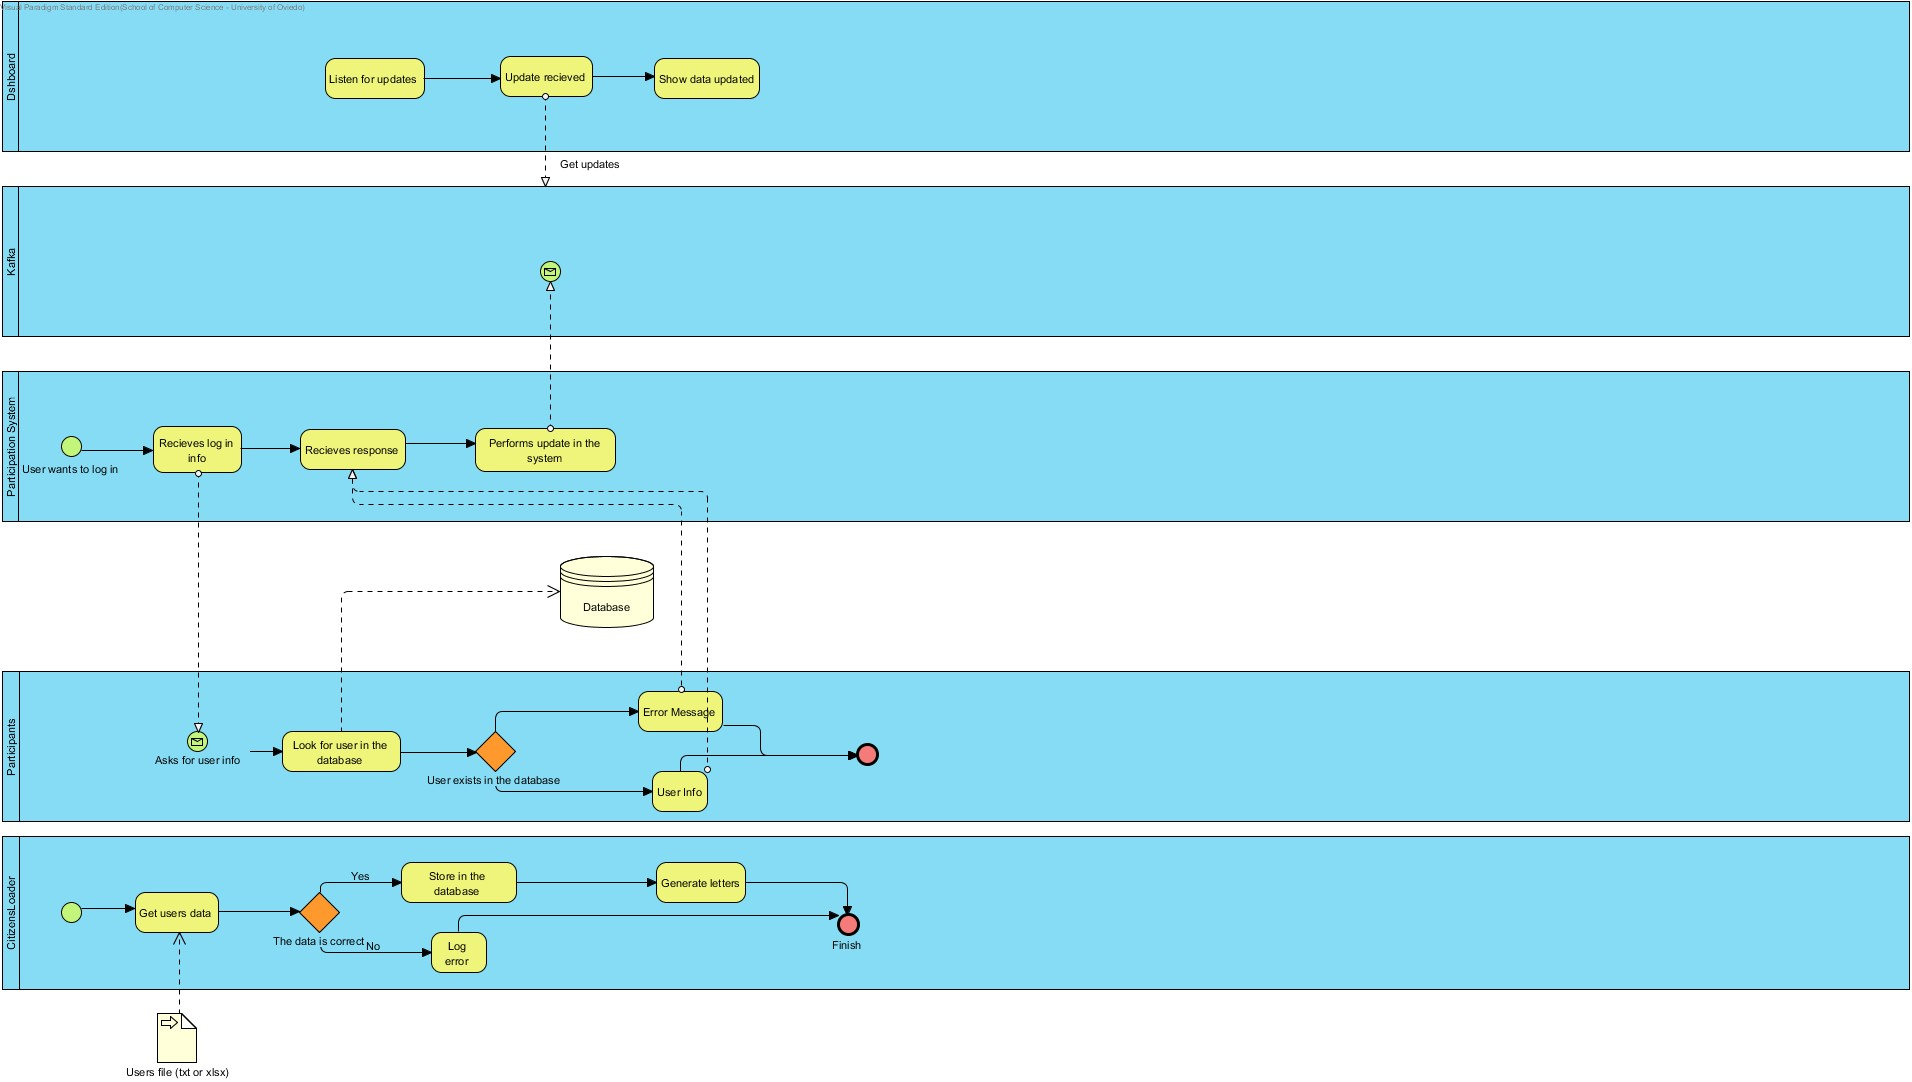 Visual Paradigm Standard Edition(School of Computer Science - University of Oviedo)
Dshboard
Listen for updates
Update recieved
Show data updated
Get updates
Kafka
Participation System
User wants to log in
Recieves log in
info
Recieves response
Performs update in the
system
Database
Participants
Asks for user info
Look for user in the
database
User exists in the database
Error Message
User Info
CitizensLoader
Get users data
The data is correct
Yes
No
Store in the
database
Log
error
Generate letters
Finish
Users file (txt or xlsx)